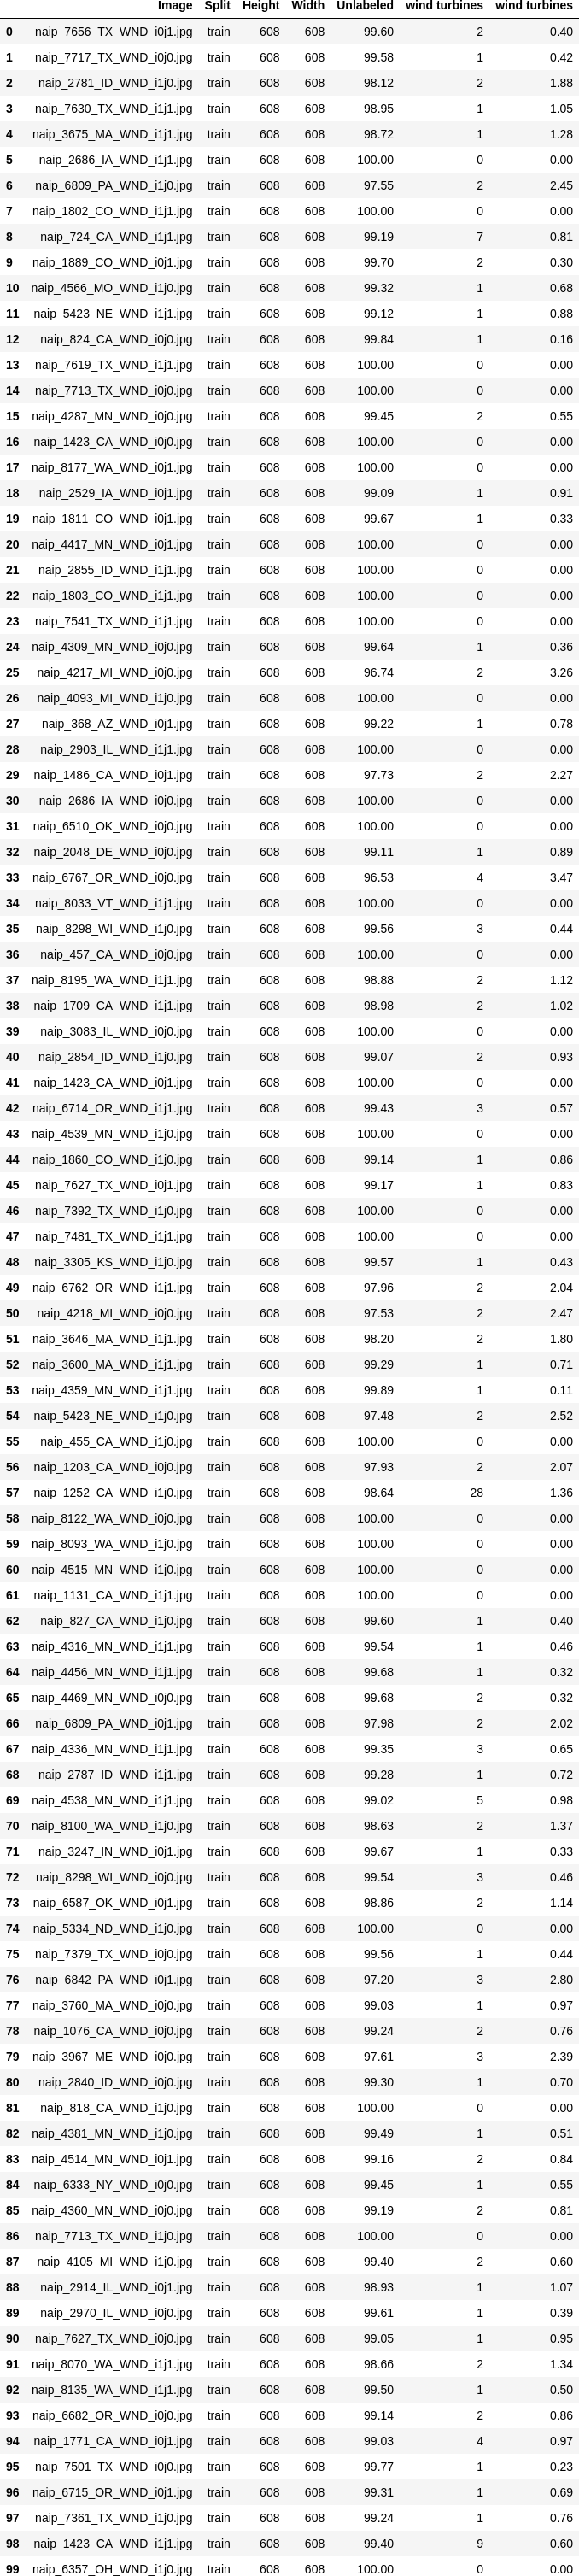 Image Split Height Width Unlabeled wind turbines wind turbines
0 naip_7656_TX_WND_i0j1.jpg train 608 608 99.60 2 0.40
1 naip_7717_TX_WND_i0j0.jpg train 608 608 99.58 1 0.42
2 naip_2781_ID_WND_i1j0.jpg train 608 608 98.12 2 1.88
3 naip_7630_TX_WND_i1j1.jpg train 608 608 98.95 1 1.05
4 naip_3675_MA_WND_i1j1.jpg train 608 608 98.72 1 1.28
5 naip_2686_IA_WND_i1j1.jpg train 608 608 100.00 0 0.00
6 naip_6809_PA_WND_i1j0.jpg train 608 608 97.55 2 2.45
7 naip_1802_CO_WND_i1j0.jpg train 608 608 100.00 0 0.00
8 naip_724_CA_WND_i1j1.jpg train 608 608 99.19 7 0.81
9 naip_1889_CO_WND_i0j1.jpg train 608 608 99.70 2 0.30
10 naip_4566_MO_WND_i1j0.jpg train 608 608 99.32 1 0.68
11 naip_5423_NE_WND_i1j1.jpg train 608 608 99.12 1 0.88
12 naip_824_CA_WND_i0j0.jpg train 608 608 99.84 1 0.16
13 naip_7619_TX_WND_i1j1.jpg train 608 608 100.00 0 0.00
14 naip_7713_TX_WND_i0j0.jpg train 608 608 100.00 0 0.00
15 naip_4287_MN_WND_i0j0.jpg train 608 608 99.45 2 0.55
16 naip_1423_CA_WND_i0j0.jpg train 608 608 100.00 0 0.00
17 naip_8177_WA_WND_i0j1.jpg train 608 608 100.00 0 0.00
18 naip_2529_IA_WND_i0j1.jpg train 608 608 99.09 1 0.91
19 naip_1811_CO_WND_i0j1.jpg train 608 608 99.67 1 0.33
20 naip_4417_MN_WND_i1j0.jpg train 608 608 100.00 0 0.00
21 naip_2855_ID_WND_i1j1.jpg train 608 608 100.00 0 0.00
22 naip_1803_CO_WND_i1j1.jpg train 608 608 100.00 0 0.00
23 naip_7541_TX_WND_i1j1.jpg train 608 608 100.00 0 0.00
24 naip_4309_MN_WND_i0j0.jpg train 608 608 99.64 1 0.36
25 naip_4217_MI_WND_i0j0.jpg train 608 608 96.74 2 3.26
26 naip_4093_MI_WND_i1j0.jpg train 608 608 100.00 0 0.00
27 naip_368_AZ_WND_i0j1.jpg train 608 608 99.22 1 0.78
28 naip_2903_IL_WND_i1j1.jpg train 608 608 100.00 0 0.00
29 naip_1486_CA_WND_i0j1.jpg train 608 608 97.73 2 2.27
30 naip_2686_IA_WND_i0j1.jpg train 608 608 100.00 0 0.00
31 naip_6510_OK_WND_i1j0.jpg train 608 608 100.00 0 0.00
32 naip_2048_DE_WND_i0j1.jpg train 608 608 99.11 1 0.89
33 naip_6767_OR_WND_i0j0.jpg train 608 608 96.53 4 3.47
34 naip_8033_VT_WND_i1j1.jpg train 608 608 100.00 0 0.00
35 naip_8298_WI_WND_i1j0.jpg train 608 608 99.56 3 0.44
36 naip_457_CA_WND_i0j0.jpg train 608 608 100.00 0 0.00
37 naip_8195_WA_WND_i1j1.jpg train 608 608 98.88 2 1.12
38 naip_1709_CA_WND_i1j1.jpg train 608 608 98.98 2 1.02
39 naip_3083_IL_WND_i0j0.jpg train 608 608 100.00 0 0.00
40 naip_2854_ID_WND_i1j0.jpg train 608 608 99.07 2 0.93
41 naip_1423_CA_WND_i0j1.jpg train 608 608 100.00 0 0.00
42 naip_6714_OR_WND_i1j1.jpg train 608 608 99.43 3 0.57
43 naip_4539_MN_WND_i1j0.jpg train 608 608 100.00 0 0.00
44 naip_1860_CO_WND_i1j0.jpg train 608 608 99.14 1 0.86
45 naip_7627_TX_WND_i0j1.jpg train 608 608 99.17 1 0.83
46 naip_7392_TX_WND_i1j0.jpg train 608 608 100.00 0 0.00
47 naip_7481_TX_WND_i1j1.jpg train 608 608 100.00 0 0.00
48 naip_3305_KS_WND_i1j0.jpg train 608 608 99.57 1 0.43
49 naip_6762_OR_WND_i1j1.jpg train 608 608 97.96 2 2.04
50 naip_4218_MI_WND_i0j0.jpg train 608 608 97.53 2 2.47
51 naip_3646_MA_WND_i1j1.jpg train 608 608 98.20 2 1.80
52 naip_3600_MA_WND_i1j1.jpg train 608 608 99.29 1 0.71
53 naip_4359_MN_WND_i1j1.jpg train 608 608 99.89 1 0.11
54 naip_5423_NE_WND_i1j0.jpg train 608 608 97.48 2 2.52
55 naip_455_CA_WND_i1j0.jpg train 608 608 100.00 0 0.00
56 naip_1203_CA_WND_i0j0.jpg train 608 608 97.93 2 2.07
57 naip_1252_CA_WND_i1j0.jpg train 608 608 98.64 28 1.36
58 naip_8122_WA_WND_i0j0.jpg train 608 608 100.00 0 0.00
59 naip_8093_WA_WND_i1j0.jpg train 608 608 100.00 0 0.00
60 naip_4515_MN_WND_i1j0.jpg train 608 608 100.00 0 0.00
61 naip_1131_CA_WND_i1j1.jpg train 608 608 100.00 0 0.00
62 naip_827_CA_WND_i1j0.jpg train 608 608 99.60 1 0.40
63 naip_4316_MN_WND_i1j1.jpg train 608 608 99.54 1 0.46
64 naip_4456_MN_WND_i1j1.jpg train 608 608 99.68 1 0.32
65 naip_4469_MN_WND_i0j0.jpg train 608 608 99.68 2 0.32
66 naip_6809_PA_WND_i0j1.jpg train 608 608 97.98 2 2.02
67 naip_4336_MN_WND_i1j1.jpg train 608 608 99.35 3 0.65
68 naip_2787_ID_WND_i1j1.jpg train 608 608 99.28 1 0.72
69 naip_4538_MN_WND_i1j1.jpg train 608 608 99.02 5 0.98
70 naip_8100_WA_WND_i1j0.jpg train 608 608 98.63 2 1.37
71 naip_3247_IN_WND_i0j1.jpg train 608 608 99.67 1 0.33
72 naip_8298_WI_WND_i0j0.jpg train 608 608 99.54 3 0.46
73 naip_6587_OK_WND_i0j1.jpg train 608 608 98.86 2 1.14
74 naip_5334_ND_WND_i1j0.jpg train 608 608 100.00 0 0.00
75 naip_7379_TX_WND_i0j0.jpg train 608 608 99.56 1 0.44
76 naip_6842_PA_WND_i0j1.jpg train 608 608 97.20 3 2.80
77 naip_3760_MA_WND_i0j0.jpg train 608 608 99.03 1 0.97
78 naip_1076_CA_WND_i0j0.jpg train 608 608 99.24 2 0.76
79 naip_3967_ME_WND_i0j0.jpg train 608 608 97.61 3 2.39
80 naip_2840_ID_WND_i0j0.jpg train 608 608 99.30 1 0.70
81 naip_818_CA_WND_i1j0.jpg train 608 608 100.00 0 0.00
82 naip_4381_MN_WND_i1j0.jpg train 608 608 99.49 1 0.51
83 naip_4514_MN_WND_i0j1.jpg train 608 608 99.16 2 0.84
84 naip_6333_NY_WND_i0j0.jpg train 608 608 99.45 1 0.55
85 naip_4360_MN_WND_i0j0.jpg train 608 608 99.19 2 0.81
86 naip_7713_TX_WND_i1j0.jpg train 608 608 100.00 0 0.00
87 naip_4105_MI_WND_i1j0.jpg train 608 608 99.40 2 0.60
88 naip_2914_IL_WND_i0j1.jpg train 608 608 98.93 1 1.07
89 naip_2970_IL_WND_i0j0.jpg train 608 608 99.61 1 0.39
90 naip_7627_TX_WND_i0j0.jpg train 608 608 99.05 1 0.95
91 naip_8070_WA_WND_i1j1.jpg train 608 608 98.66 2 1.34
92 naip_8135_WA_WND_i1j1.jpg train 608 608 99.50 1 0.50
93 naip_6682_OR_WND_i0j0.jpg train 608 608 99.14 2 0.86
94 naip_1771_CA_WND_i0j1.jpg train 608 608 99.03 4 0.97
95 naip_7501_TX_WND_i0j0.jpg train 608 608 99.77 1 0.23
96 naip_6715_OR_WND_i0j1.jpg train 608 608 99.31 1 0.69
97 naip_7361_TX_WND_i1j0.jpg train 608 608 99.24 1 0.76
98 naip_1423_CA_WND_i1j1.jpg train 608 608 99.40 9 0.60
99 naip_6357_OH_WND_i1j0.jpg train 608 608 100.00 0 0.00